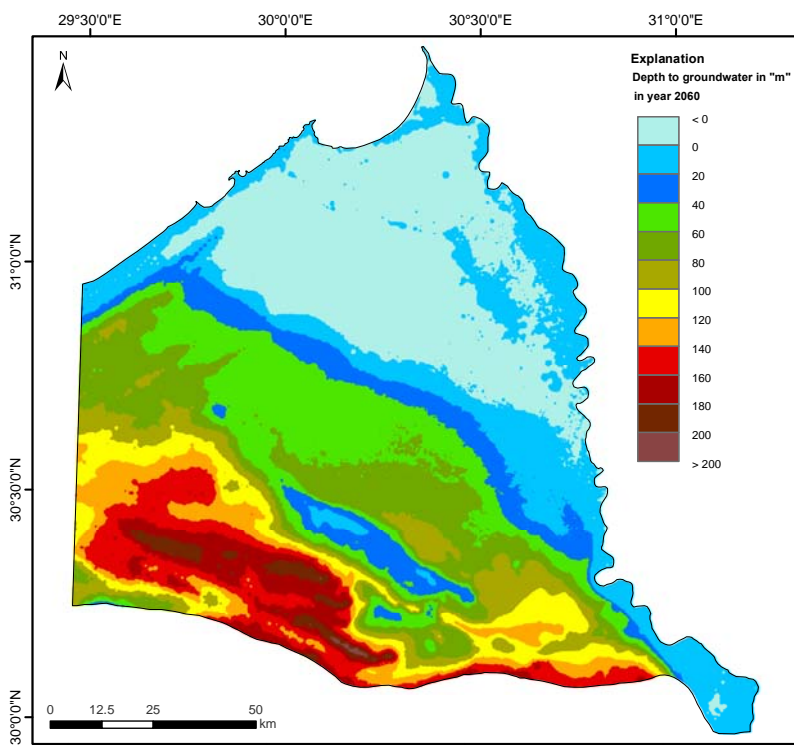 29°30'0"E 30°0'0"E 30°30'0"E 31°0'0"E
N
Explanation
Depth to groundwater in "m"
in year 2060
< 0
0
20
40
60
80
100
120
140
160
180
200
> 200
31°0'0"N
30°30'0"N
30°0'0"N
0 12.5 25 50
km